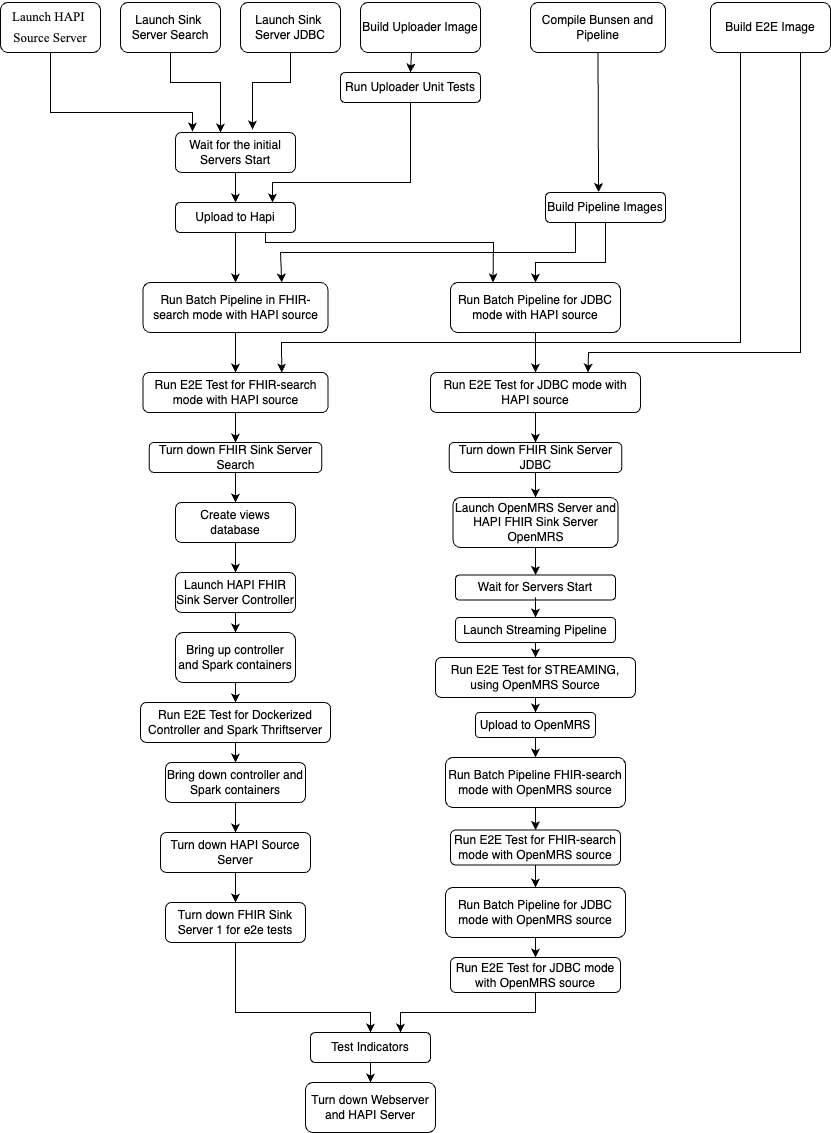 Launch HAPI
Source Server
Launch Sink
Server Search
Launch Sink
Server JDBC
Build Uploader Image
Compile Bunsen and
Pipeline
Build E2E Image
Run Uploader Unit Tests
Wait for the initial
Servers Start
Upload to Hapi
Build Pipeline Images
Run Batch Pipeline in FHIR-
search mode with HAPI source
Run Batch Pipeline for JDBC
mode with HAPI source
Run E2E Test for FHIR-search
mode with HAPI source
Run E2E Test for JDBC mode with
HAPI source
Turn down FHIR Sink Server
Search
Turn down FHIR Sink Server
JDBC
Create views
database
Launch OpenMRS Server and
HAPI FHIR Sink Server
OpenMRS
Launch HAPI FHIR
Sink Server Controller
Wait for Servers Start
Launch Streaming Pipeline
Bring up controller
and Spark containers
Run E2E Test for STREAMING,
using OpenMRS Source
Run E2E Test for Dockerized
Controller and Spark Thriftserver
Upload to OpenMRS
Bring down controller and
Spark containers
Run Batch Pipeline FHIR-search
mode with OpenMRS source
Turn down HAPI Source
Server
Run E2E Test for FHIR-search
mode with OpenMRS source
Turn down FHIR Sink
Server 1 for e2e tests
Run Batch Pipeline for JDBC
mode with OpenMRS source
Run E2E Test for JDBC mode
with OpenMRS source
Test Indicators
Turn down Webserver
and HAPI Server